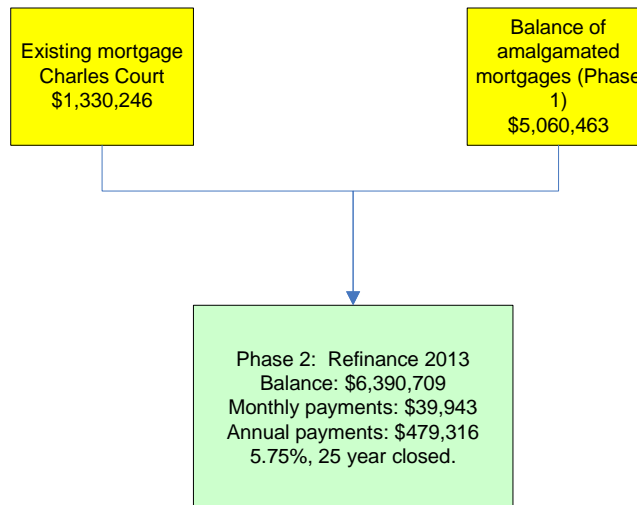 Existing mortgage
Charles Court
$1,330,246
Balance of
amalgamated
mortgages (Phase
1)
$5,060,463
Phase 2:  Refinance 2013
Balance: $6,390,709
Monthly payments: $39,943
Annual payments: $479,316
5.75%, 25 year closed.